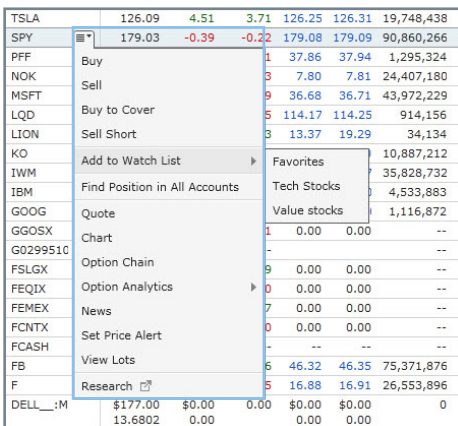 TSLA 126.09 4.51 3.71 126.25 126.31 19,748,438
SPY 179.03 -0.39 -0.22 179.08 179.09 90,860,266
PFF Buy 1 37.86 37.94 1,295,324
NOK Sell 3 7.80 7.81 24,407,180
MSFT 9 36.68 36.71 43,972,229
LQD Buy to Cover 5 114.17 114.25 914,156
LION Sell Short 3 13.37 19.29 34,134
KO Add to Watch List Favorites 10,887,212
IWM Find Position in All Accounts Tech Stocks 35,828,732
IBM Value stocks 4,533,883
GOOG Quote 1,116,872
GGOSX Chart 1 0.00 0.00 --
G0299510 - --
FSLGX Option Chain 9 0.00 0.00 --
FEQIX Option Analytics 0 0.00 0.00 --
FEMEX News 7 0.00 0.00 --
FCNTX Set Price Alert 0 0.00 0.00 --
FCASH - -- -- --
FB View Lots 6 46.32 46.35 75,371,876
F Research 5 16.88 16.91 26,553,896
DELL__:M $177.00 $0.00 0.00 $0.00 $0.00 0
13.6802 0.00 0.00 0.00